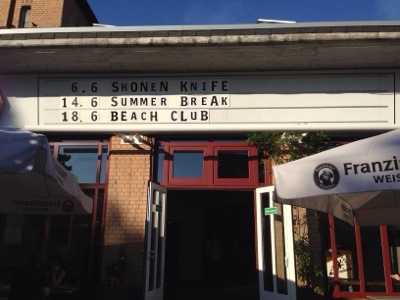 6.6 SHONEN KNIFE
14.6 SUMMER BREAK
18.6 BEACH CLUB
Franzi
WEIS